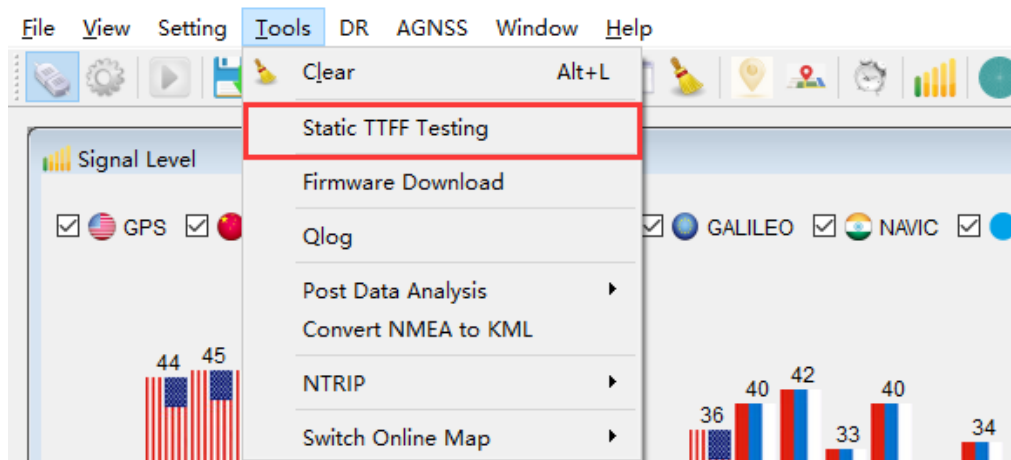 File View Setting Tools DR AGNSS Window Help
Clear Alt+L
Static TTFF Testing
Signal Level
Firmware Download
GPS GALILEO NAVIC
Qlog
Post Data Analysis
Convert NMEA to KML
44 45
NTRIP
40 42 40
36 33 34
Switch Online Map